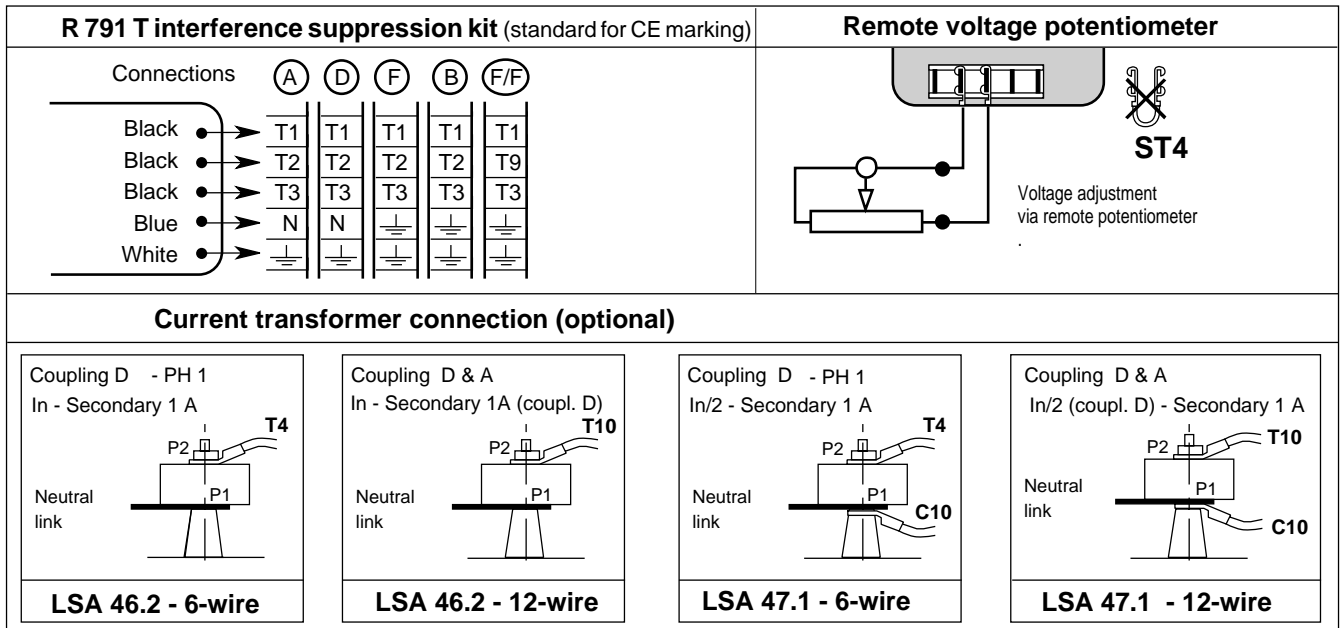 R 791 T interference suppression kit (standard for CE marking)
Connections A D F B F/F
Black T1 T1 T1 T1 T1
Black T2 T2 T2 T2 T9
Black T3 T3 T3 T3 T3
Blue N N
White
Remote voltage potentiometer
ST4
Voltage adjustment
via remote potentiometer
.
Current transformer connection (optional)
Coupling D - PH 1
In - Secondary 1 A
T4
P2
P1
Neutral
link
LSA 46.2 - 6-wire
Coupling D & A
In - Secondary 1A (coupl. D)
T10
P2
P1
Neutral
link
LSA 46.2 - 12-wire
Coupling D - PH 1
In/2 - Secondary 1 A
T4
P2
P1
Neutral
link
C10
LSA 47.1 - 6-wire
Coupling D & A
In/2 (coupl. D) - Secondary 1 A
T10
P2
P1
Neutral
link
C10
LSA 47.1 - 12-wire